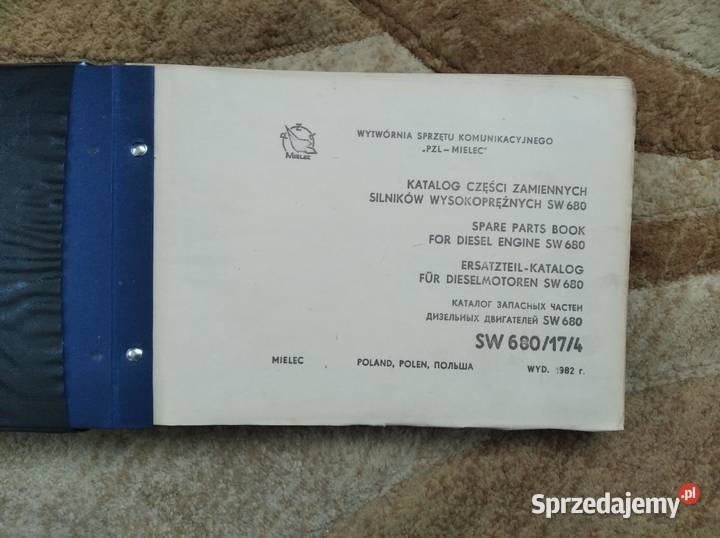 MIELEC
WYTWÓRNIA SPRZĘTU KOMUNIKACYJNEGO
„PZL-MIELEC"
KATALOG CZĘŚCI ZAMIENNYCH
SILNIKÓW WYSOKOPRĘŻNYCH SW 680
SPARE PARTS BOOK
FOR DIESEL ENGINE SW 680
ERSATZTEIL-KATALOG
FÜR DIESELMOTOREN SW 680
КАТАЛОГ ЗАПАСНЫХ ЧАСТЕЙ
ДИЗЕЛЬНЫХ ДВИГАТЕЛЕЙ SW 680
SW 680/17/4
MIELEC POLAND, POLEN, ПОЛЬША WYD. 1982 r.
Sprzedajemy.pl